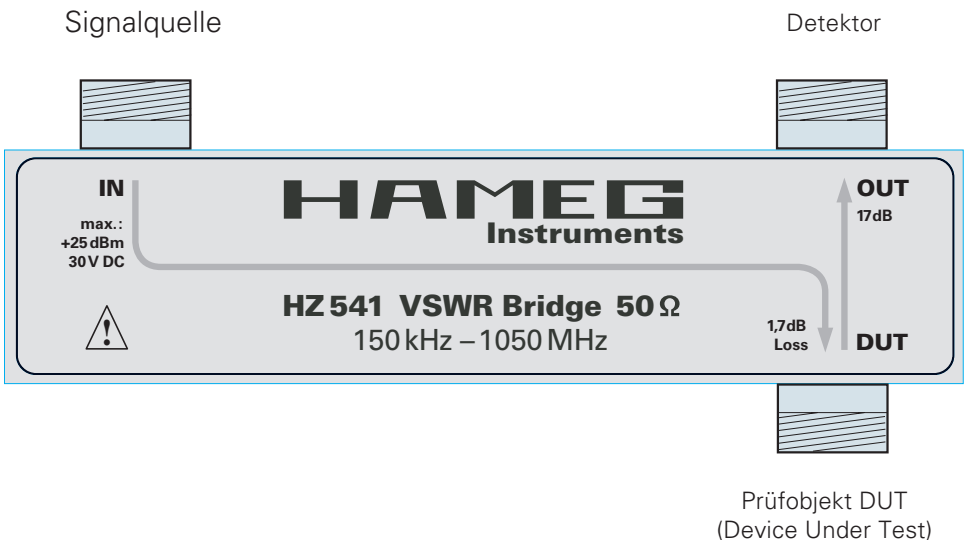 Signalquelle
Detektor
IN
max.:
+25 dBm
30 V DC
HAMEG
Instruments
OUT
17dB
HZ 541 VSWR Bridge 50 Ω
150 kHz – 1050 MHz
1,7dB
Loss
DUT
Prüfobjekt DUT
(Device Under Test)